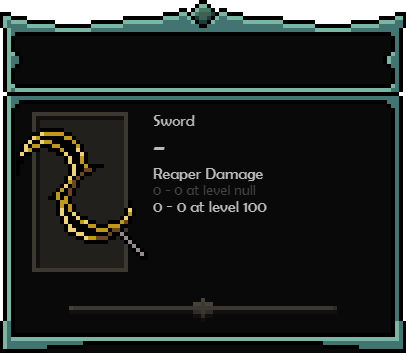 Sword
-
Reaper Damage
0 - 0 at level null
0 - 0 at level 100